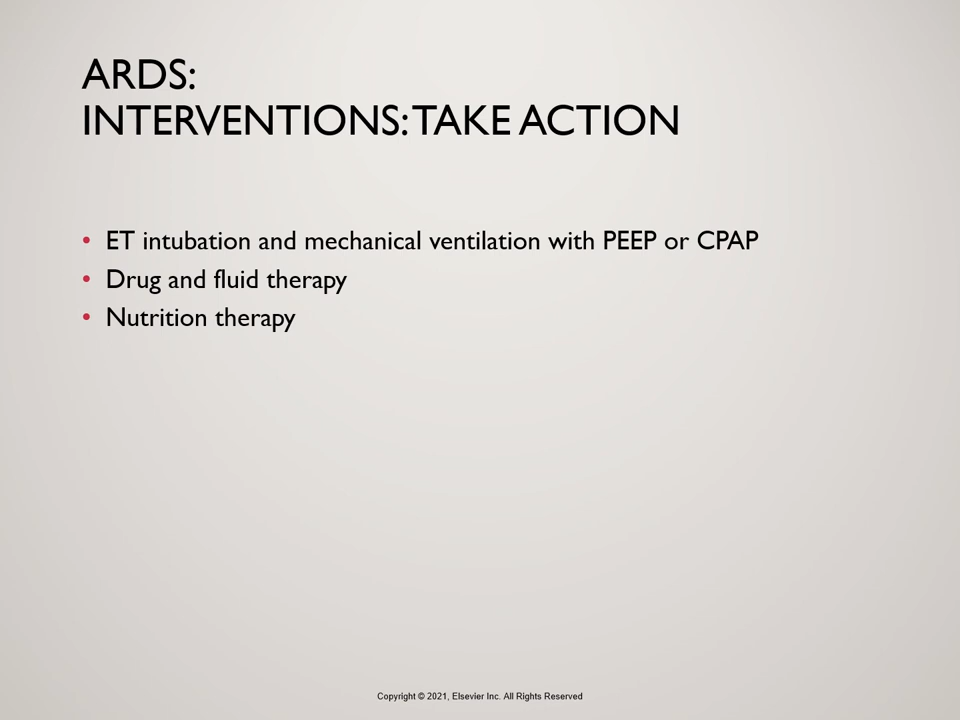 ARDS:
INTERVENTIONS: TAKE ACTION
• ET intubation and mechanical ventilation with PEEP or CPAP
• Drug and fluid therapy
• Nutrition therapy
Copyright © 2021, Elsevier Inc. All Rights Reserved